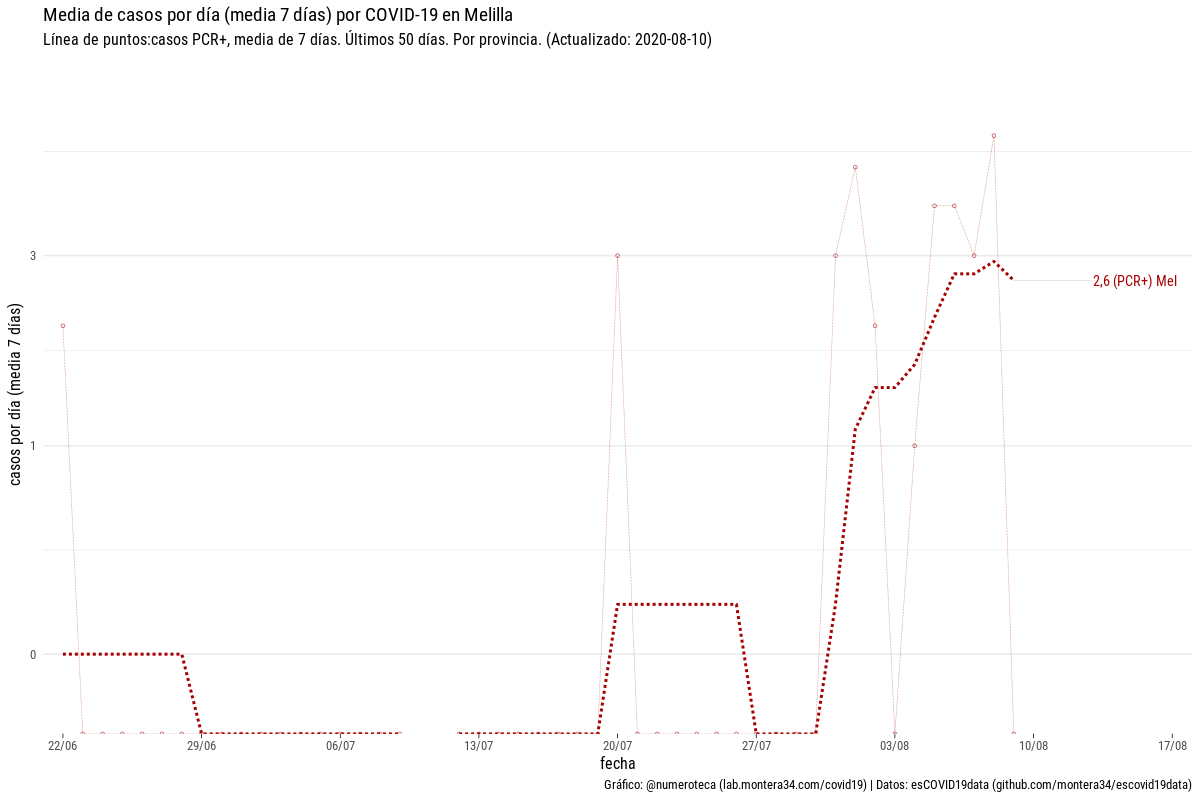 Media de casos por día (media 7 días) por COVID-19 en Melilla
Línea de puntos:casos PCR+, media de 7 días. Últimos 50 días. Por provincia. (Actualizado: 2020-08-10)
casos por día (media 7 días)
3
1
0
2,6 (PCR+) Mel
22/06
29/06
06/07
13/07
20/07
27/07
03/08
10/08
17/08
fecha
Gráfico: @numeroteca (lab.montera34.com/covid19) | Datos: esCOVID19data (github.com/montera34/escovid19data)